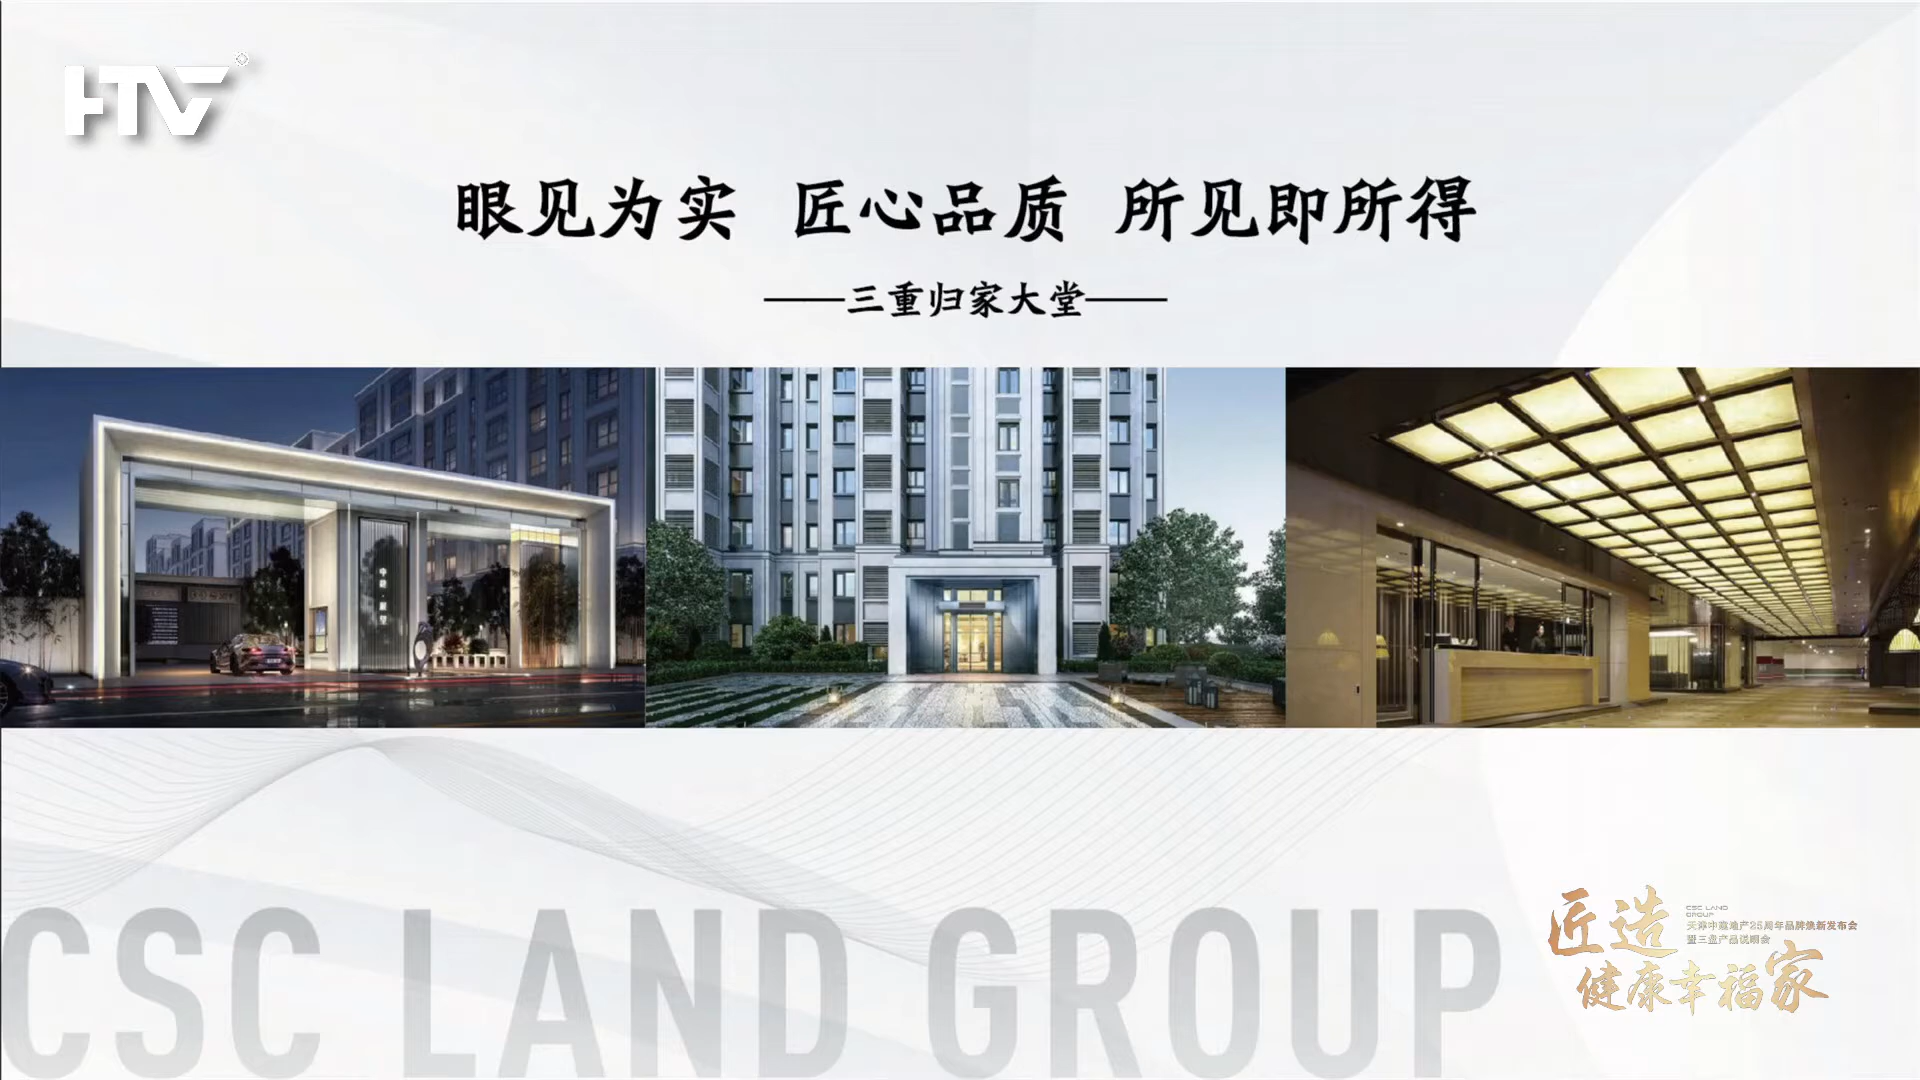 HTV
眼见为实 匠心品质 所见即所得
——三重归家大堂——
CSC LAND GROUP
匠造
CSC LAND
GROUP
天津中建地产25周年品牌焕新发布会
暨三盘产品说明会
健康幸福家